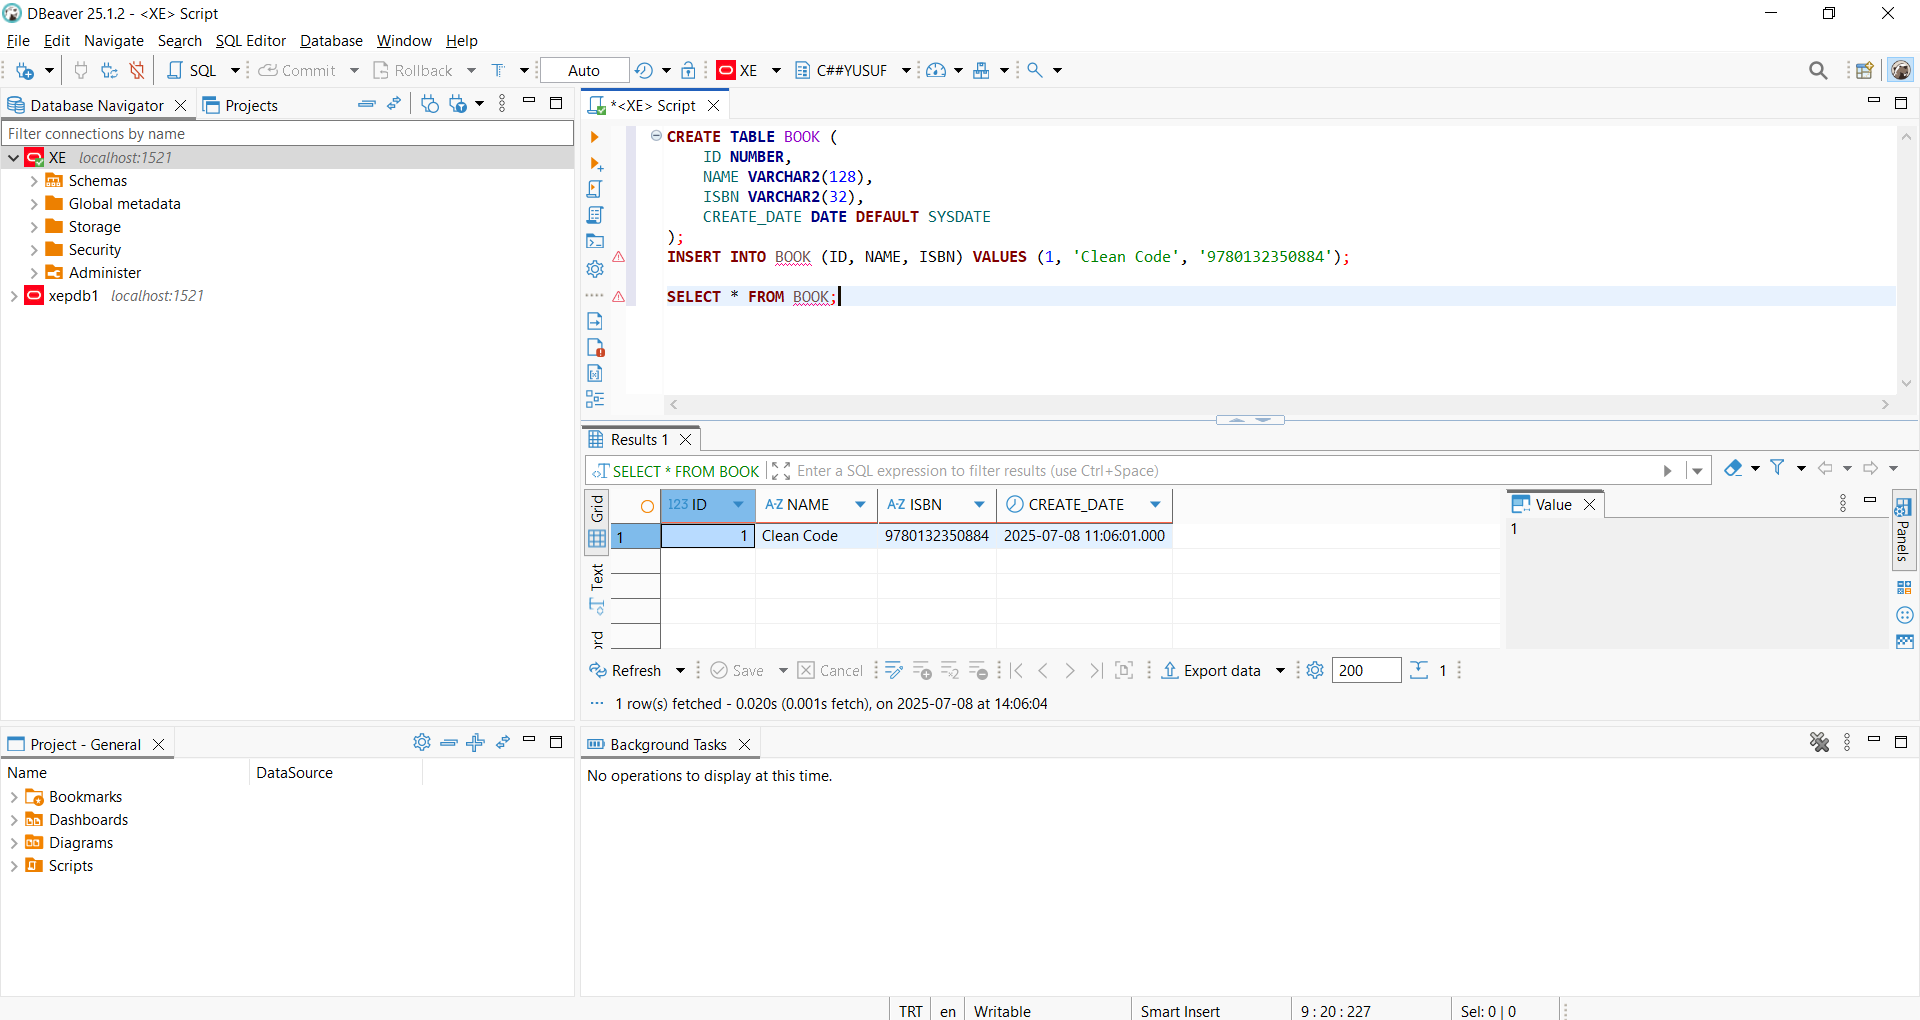 DBeaver 25.1.2 - <XE> Script
File Edit Navigate Search SQL Editor Database Window Help
SQL Commit Rollback Auto XE C##YUSUF
Database Navigator Projects
Filter connections by name
XE localhost:1521
Schemas
Global metadata
Storage
Security
Administer
xepdb1 localhost:1521
*<XE> Script
CREATE TABLE BOOK (
ID NUMBER,
NAME VARCHAR2(128),
ISBN VARCHAR2(32),
CREATE_DATE DATE DEFAULT SYSDATE
);
INSERT INTO BOOK (ID, NAME, ISBN) VALUES (1, 'Clean Code', '9780132350884');
SELECT * FROM BOOK;
Results 1
SELECT * FROM BOOK Enter a SQL expression to filter results (use Ctrl+Space)
Grid
Text
123 ID A-Z NAME A-Z ISBN CREATE_DATE
1 1 Clean Code 9780132350884 2025-07-08 11:06:01.000
Value
1
Panels
Refresh Save Cancel Export data 200 1
1 row(s) fetched - 0.020s (0.001s fetch), on 2025-07-08 at 14:06:04
Project - General
Name DataSource
Bookmarks
Dashboards
Diagrams
Scripts
Background Tasks
No operations to display at this time.
TRT en Writable Smart Insert 9 : 20 : 227 Sel: 0 | 0